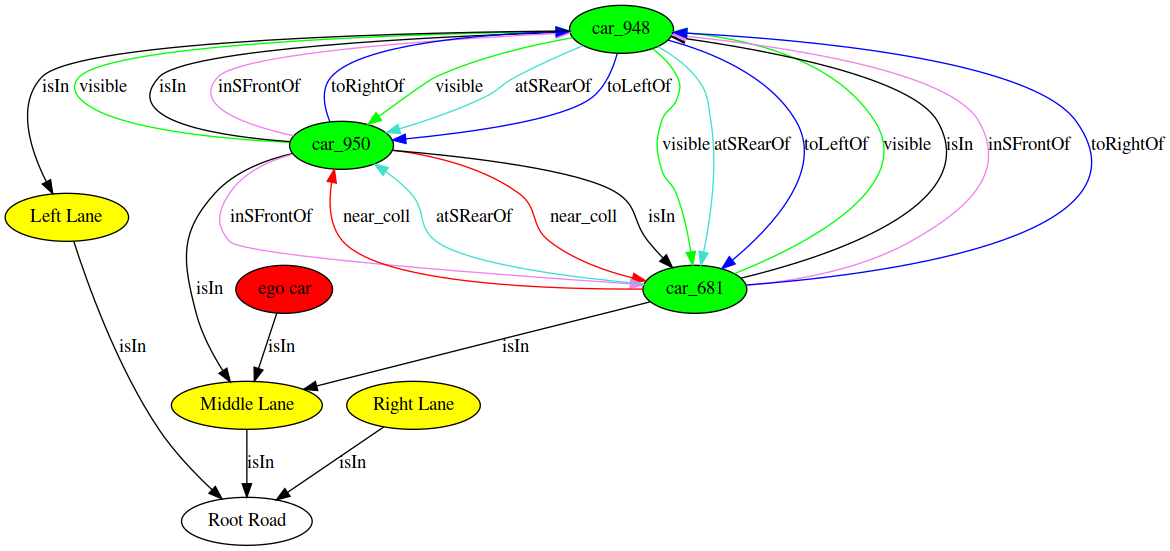 car_948
isIn
visible
isIn
inSFrontOf
toRightOf
visible
atSRearOf
toLeftOf
car_950
visible
atSRearOf
toLeftOf
visible
isIn
inSFrontOf
toRightOf
Left Lane
inSFrontOf
near_coll
atSRearOf
near_coll
isIn
isIn
ego car
car_681
isIn
isIn
isIn
Middle Lane
Right Lane
isIn
isIn
Root Road